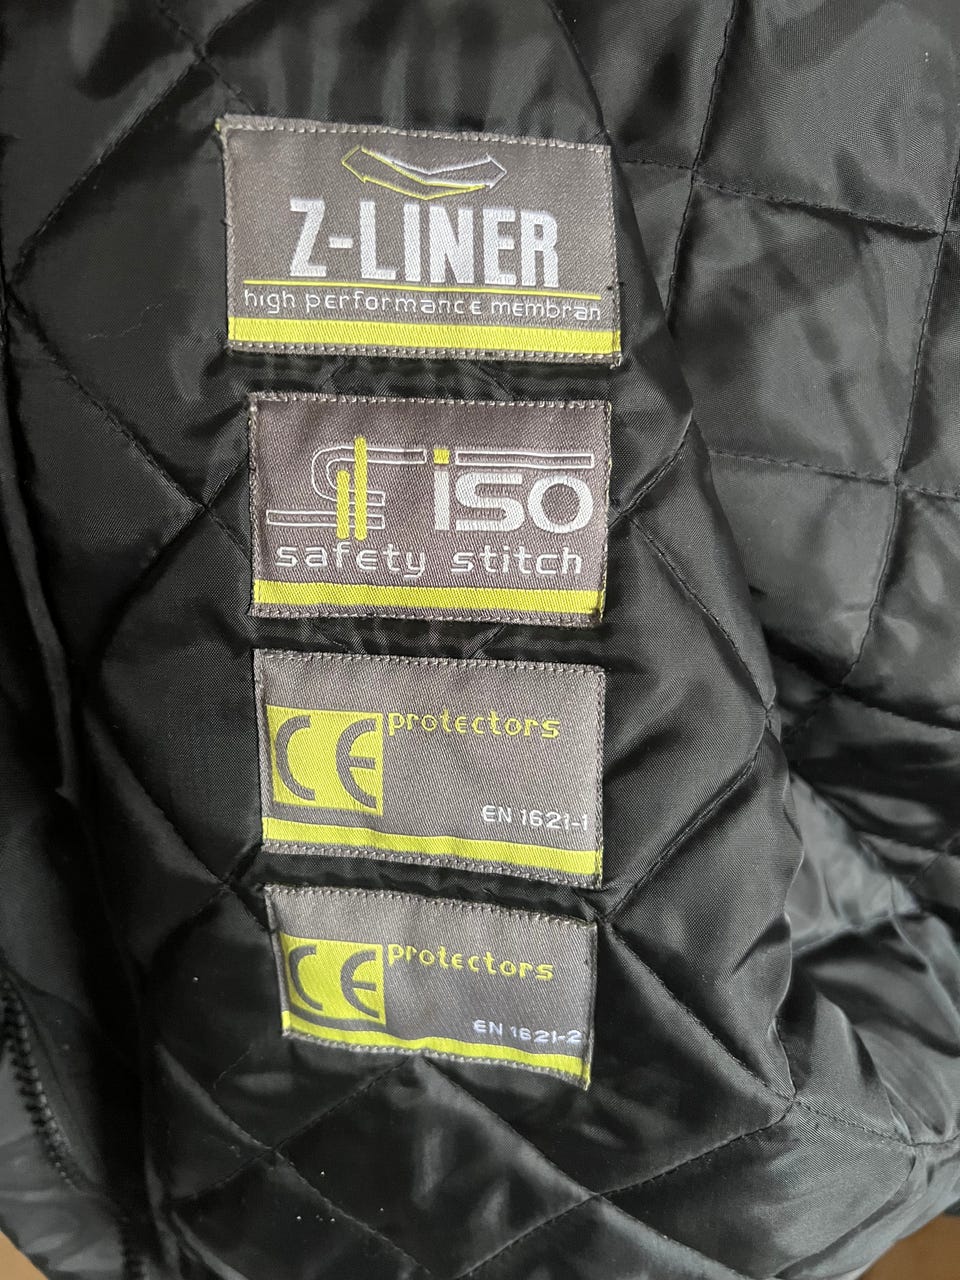 Z-LINER
high performance membran
iso
safety stitch
CE
protectors
EN 1621-1
CE
protectors
EN 1621-2